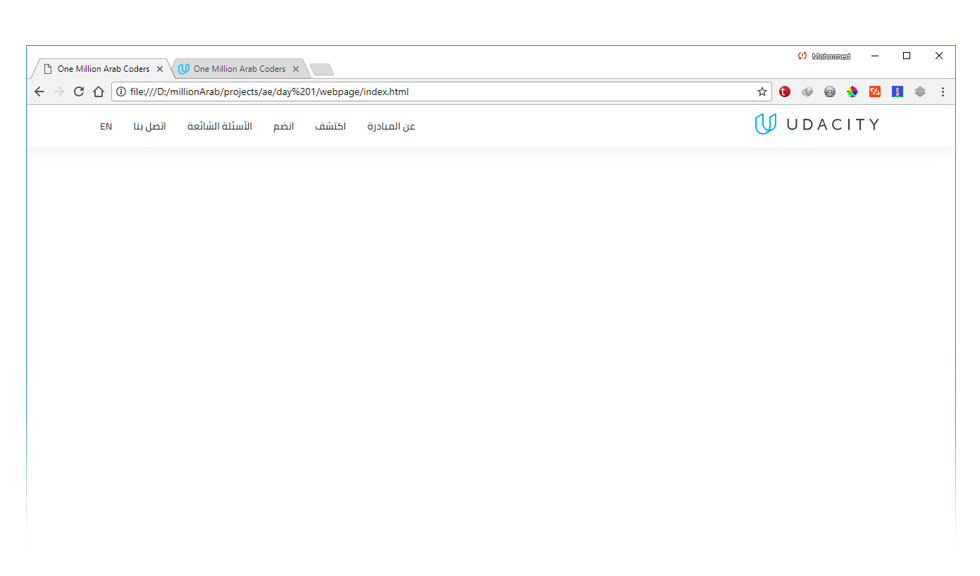 Mohmmed
One Million Arab Coders
One Million Arab Coders
file:///D:/millionArab/projects/ae/day%201/webpage/index.html
UDACITY
عن المبادرة اكتشف انضم الأسئلة الشائعة اتصل بنا EN